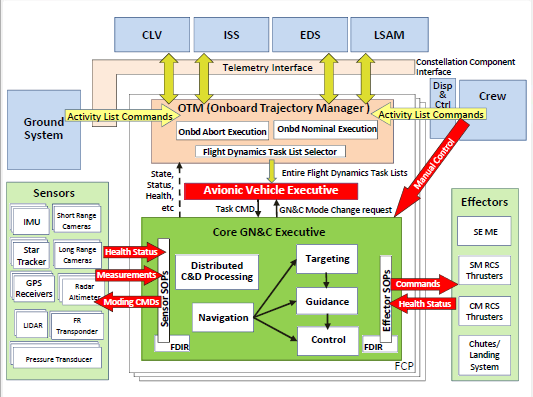 CLV
ISS
EDS
LSAM
Telemetry Interface
Constellation Component
Interface
Ground
System
Activity List Commands
OTM (Onboard Trajectory Manager)
Onbd Abort Execution
Onbd Nominal Execution
Flight Dynamics Task List Selector
Disp
&
Ctrl
Crew
Activity List Commands
Manual Control
State,
Status,
Health,
etc
Entire Flight Dynamics Task Lists
Avionic Vehicle Executive
Task CMD
GN&C Mode Change request
Sensors
IMU
Short Range
Cameras
Star
Tracker
Long Range
Cameras
GPS
Receivers
Radar
Altimeter
LIDAR
FR
Transponder
Pressure Transducer
Health Status
Measurements
Moding CMDs
Core GN&C Executive
Sensor SOPs
Distributed
C&D Processing
Navigation
Targeting
Guidance
Control
Effector SOPs
FDIR
FDIR
FCP
Commands
Health Status
Effectors
SE ME
SM RCS
Thrusters
CM RCS
Thrusters
Chutes/
Landing
System